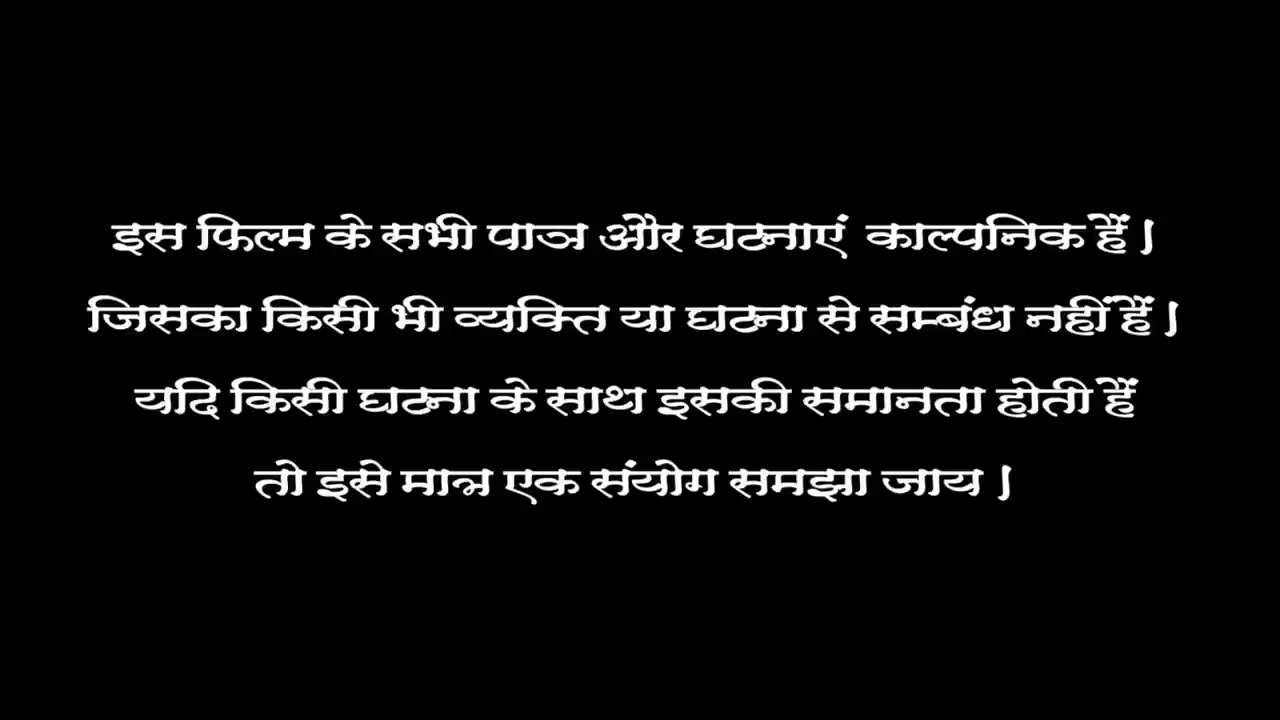 इस फिल्म के सभी पात्र और घटनाएं काल्पनिक हैं |
जिसका किसी भी व्यक्ति या घटना से सम्बंध नहीं हैं |
यदि किसी घटना के साथ इसकी समानता होती हैं
तो इसे मात्र एक संयोग समझा जाय |